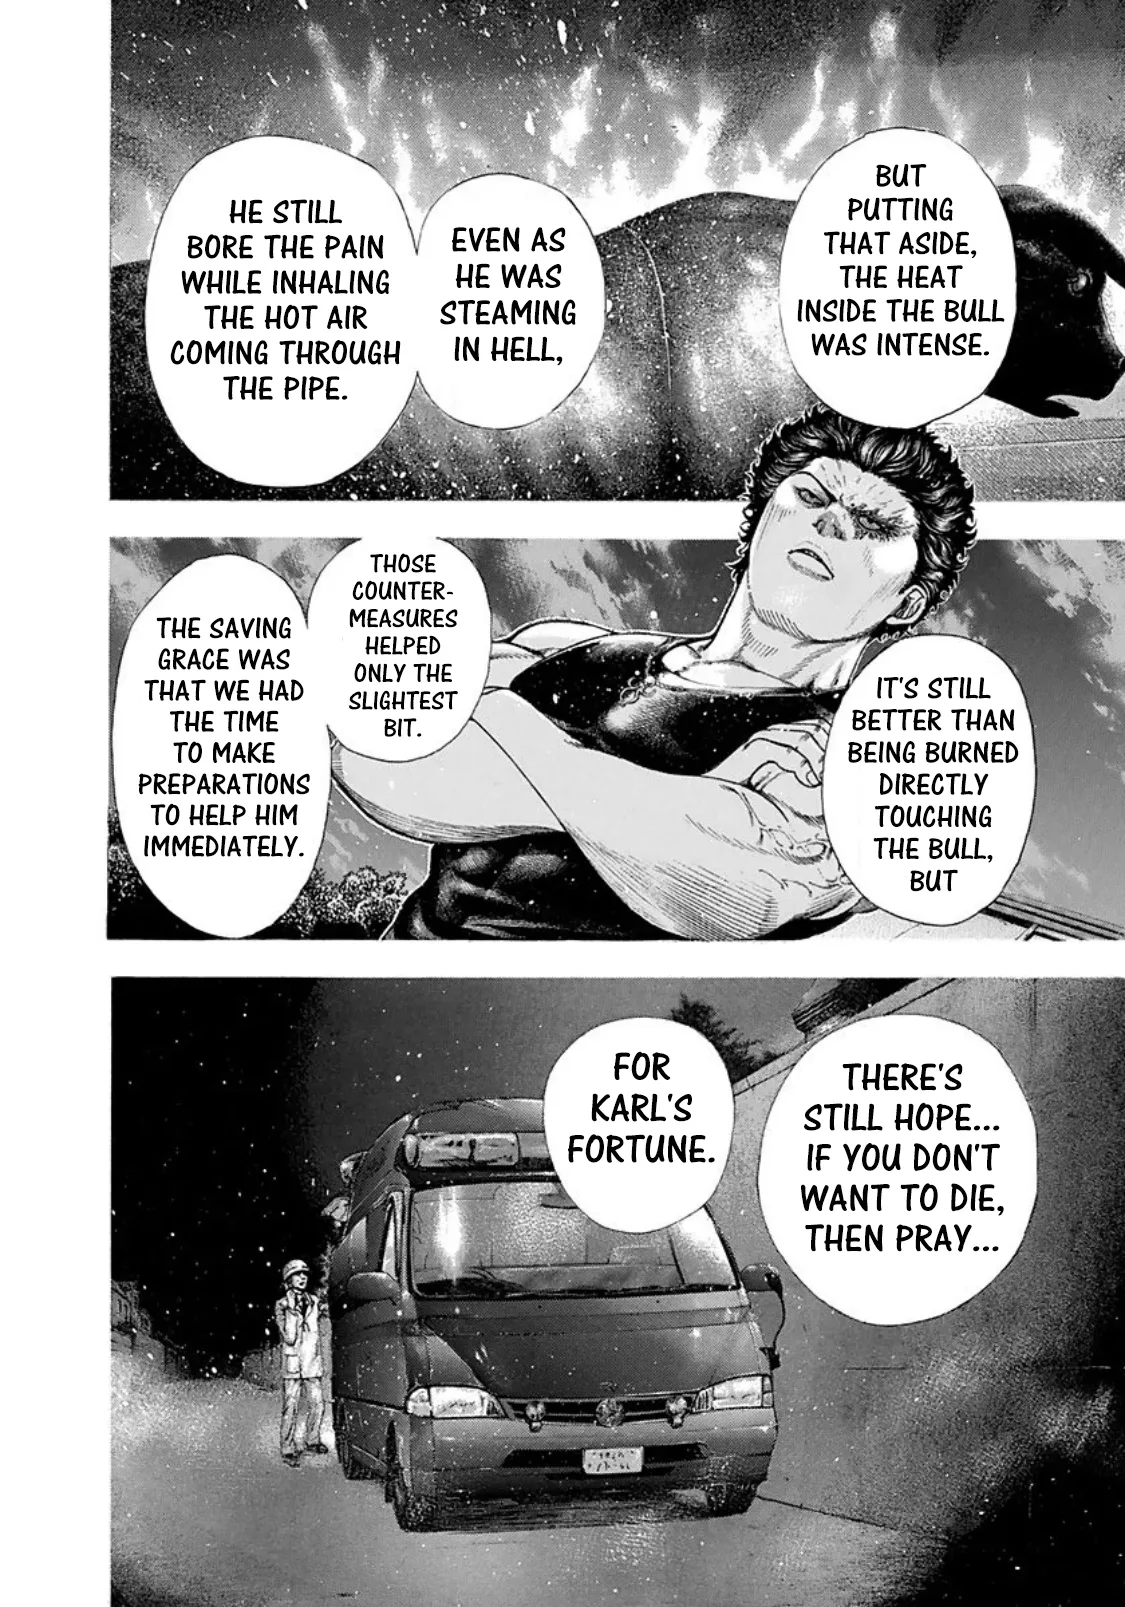 BUT
PUTTING
THAT ASIDE,
THE HEAT
INSIDE THE BULL
WAS INTENSE.
EVEN AS
HE WAS
STEAMING
IN HELL,
HE STILL
BORE THE PAIN
WHILE INHALING
THE HOT AIR
COMING THROUGH
THE PIPE.
IT'S STILL
BETTER THAN
BEING BURNED
DIRECTLY
TOUCHING
THE BULL,
BUT
THOSE
COUNTER-
MEASURES
HELPED
ONLY THE
SLIGHTEST
BIT.
THE SAVING
GRACE WAS
THAT WE HAD
THE TIME
TO MAKE
PREPARATIONS
TO HELP HIM
IMMEDIATELY.
THERE'S
STILL HOPE...
IF YOU DON'T
WANT TO DIE,
THEN PRAY...
FOR
KARL'S
FORTUNE.